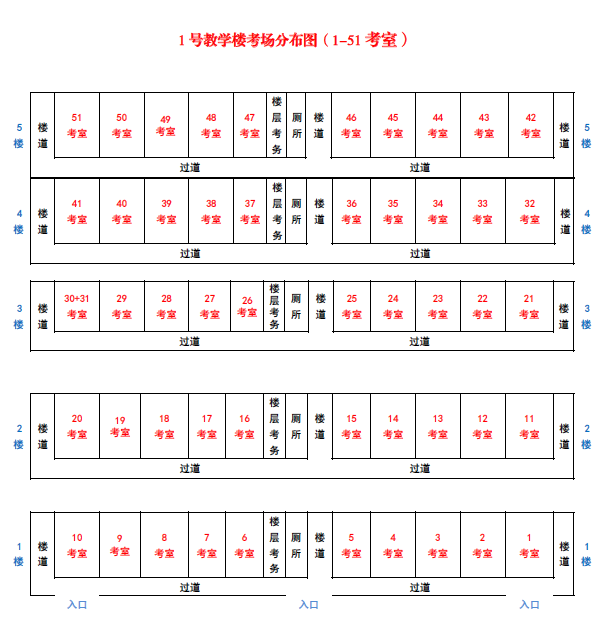 1号教学楼考场分布图（1-51考室）
5楼 楼道 51考室 50考室 49考室 48考室 47考室 楼层考务 厕所 楼道 46考室 45考室 44考室 43考室 42考室 楼道 5楼
过道 过道
4楼 楼道 41考室 40考室 39考室 38考室 37考室 楼层考务 厕所 楼道 36考室 35考室 34考室 33考室 32考室 楼道 4楼
过道 过道
3楼 楼道 30+31考室 29考室 28考室 27考室 26考室 楼层考务 厕所 楼道 25考室 24考室 23考室 22考室 21考室 楼道 3楼
过道 过道
2楼 楼道 20考室 19考室 18考室 17考室 16考室 楼层考务 厕所 楼道 15考室 14考室 13考室 12考室 11考室 楼道 2楼
过道 过道
1楼 楼道 10考室 9考室 8考室 7考室 6考室 楼层考务 厕所 楼道 5考室 4考室 3考室 2考室 1考室 楼道 1楼
过道 过道
入口 入口 入口